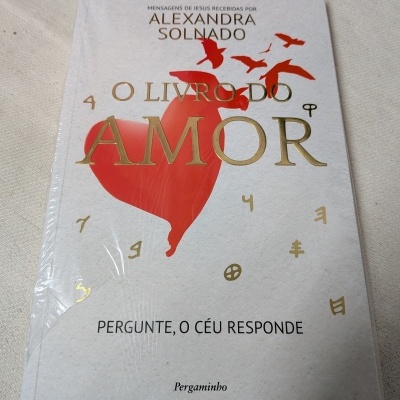 MENSAGENS DE JESUS RECEBIDAS POR
ALEXANDRA
SOLNADO
O LIVRO DO
AMOR
PERGUNTE, O CÉU RESPONDE
Pergaminho